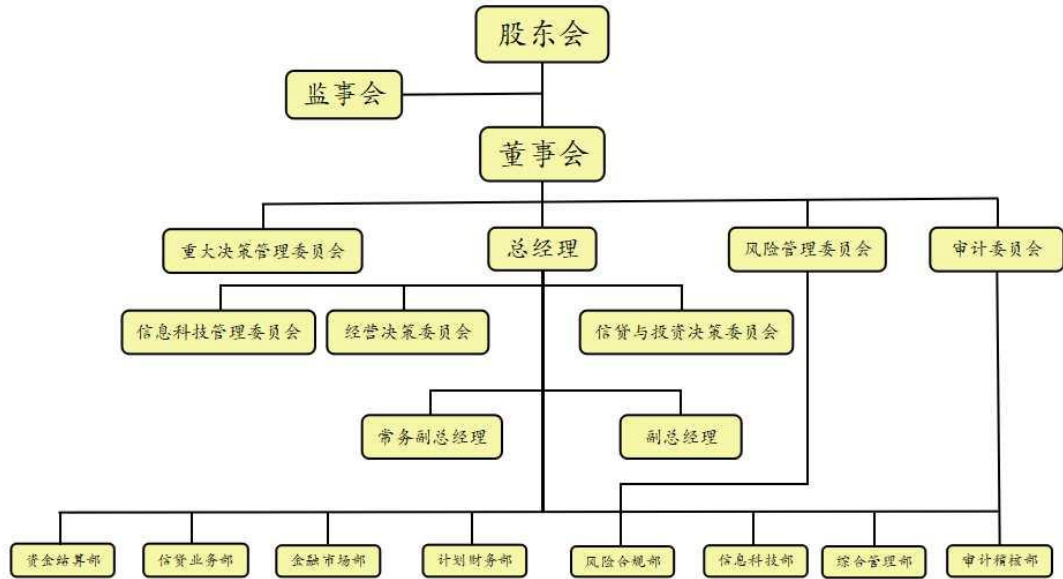 股东会
监事会
董事会
重大决策管理委员会
总经理
风险管理委员会
审计委员会
信息科技管理委员会
经营决策委员会
信贷与投资决策委员会
常务副总经理
副总经理
资金结算部
信贷业务部
金融市场部
计划财务部
风险合规部
信息科技部
综合管理部
审计稽核部